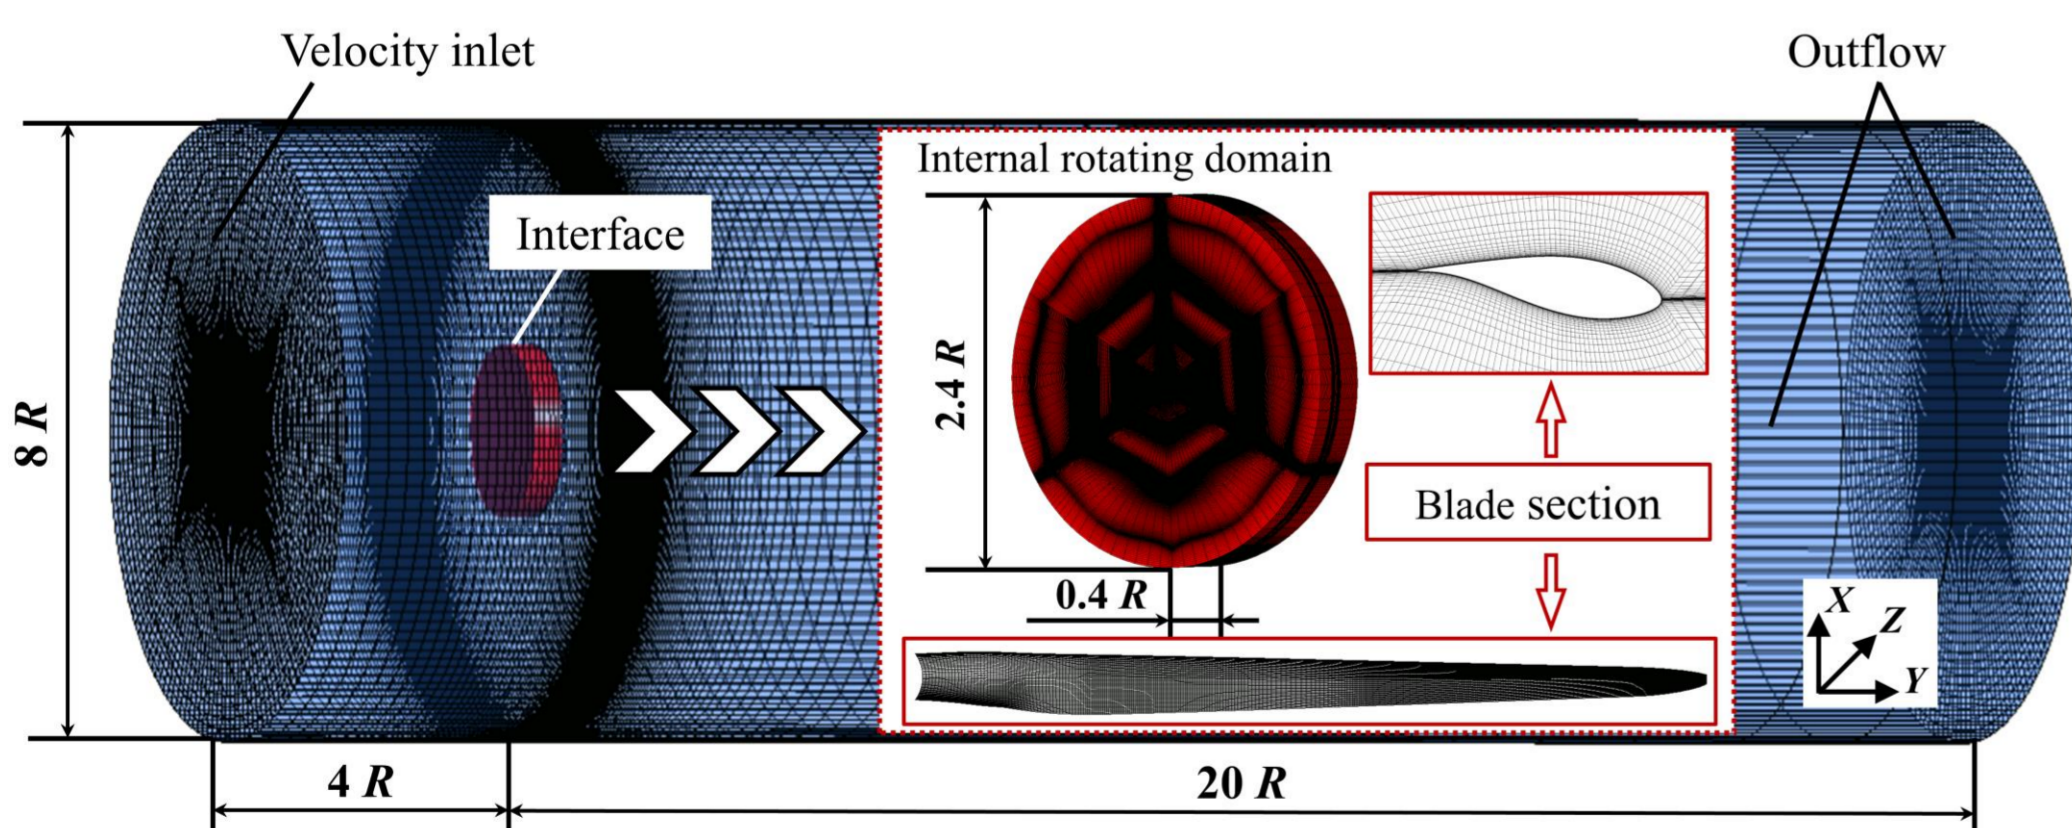 Velocity inlet
Outflow
Internal rotating domain
Interface
2.4 R
8 R
Blade section
0.4 R
X
Z
Y
4 R
20 R